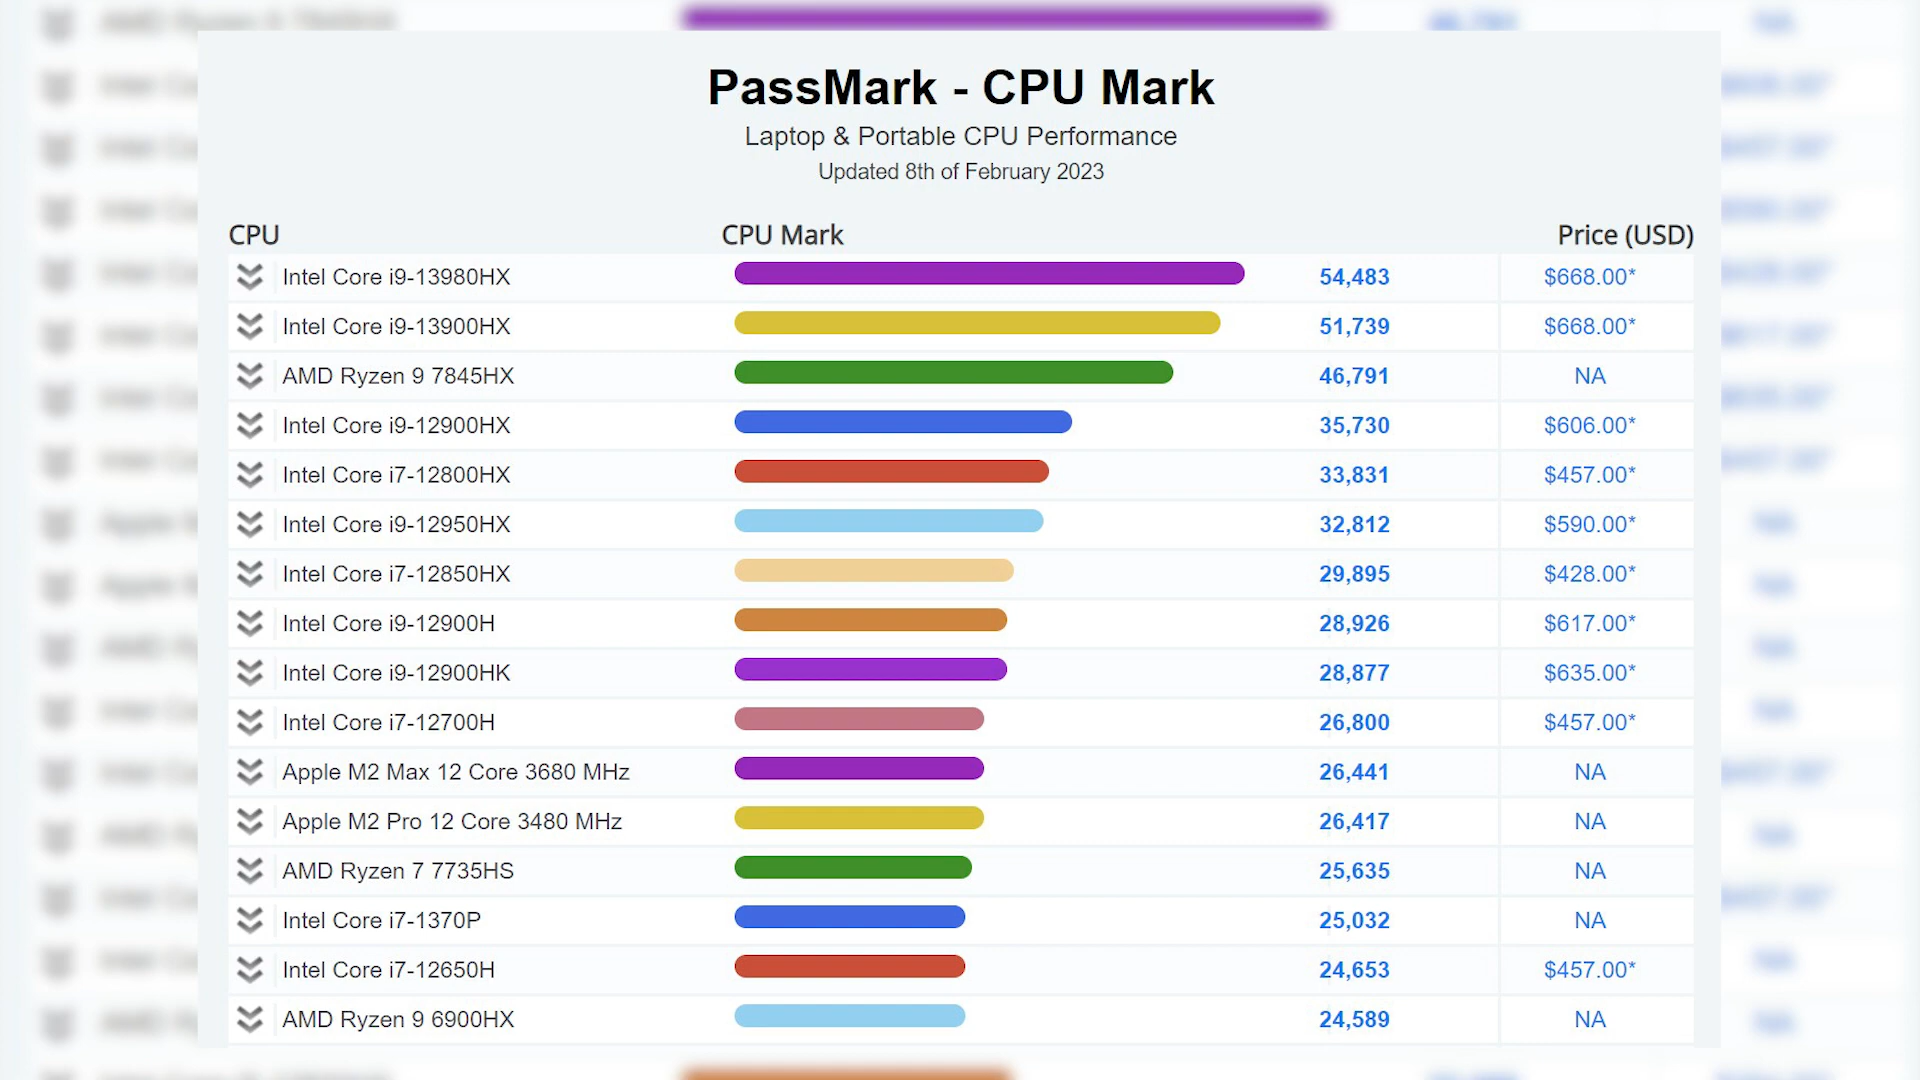 PassMark - CPU Mark
Laptop & Portable CPU Performance
Updated 8th of February 2023
CPU CPU Mark Price (USD)
Intel Core i9-13980HX 54,483 $668.00*
Intel Core i9-13900HX 51,739 $668.00*
AMD Ryzen 9 7845HX 46,791 NA
Intel Core i9-12900HX 35,730 $606.00*
Intel Core i7-12800HX 33,831 $457.00*
Intel Core i9-12950HX 32,812 $590.00*
Intel Core i7-12850HX 29,895 $428.00*
Intel Core i9-12900H 28,926 $617.00*
Intel Core i9-12900HK 28,877 $635.00*
Intel Core i7-12700H 26,800 $457.00*
Apple M2 Max 12 Core 3680 MHz 26,441 NA
Apple M2 Pro 12 Core 3480 MHz 26,417 NA
AMD Ryzen 7 7735HS 25,635 NA
Intel Core i7-1370P 25,032 NA
Intel Core i7-12650H 24,653 $457.00*
AMD Ryzen 9 6900HX 24,589 NA